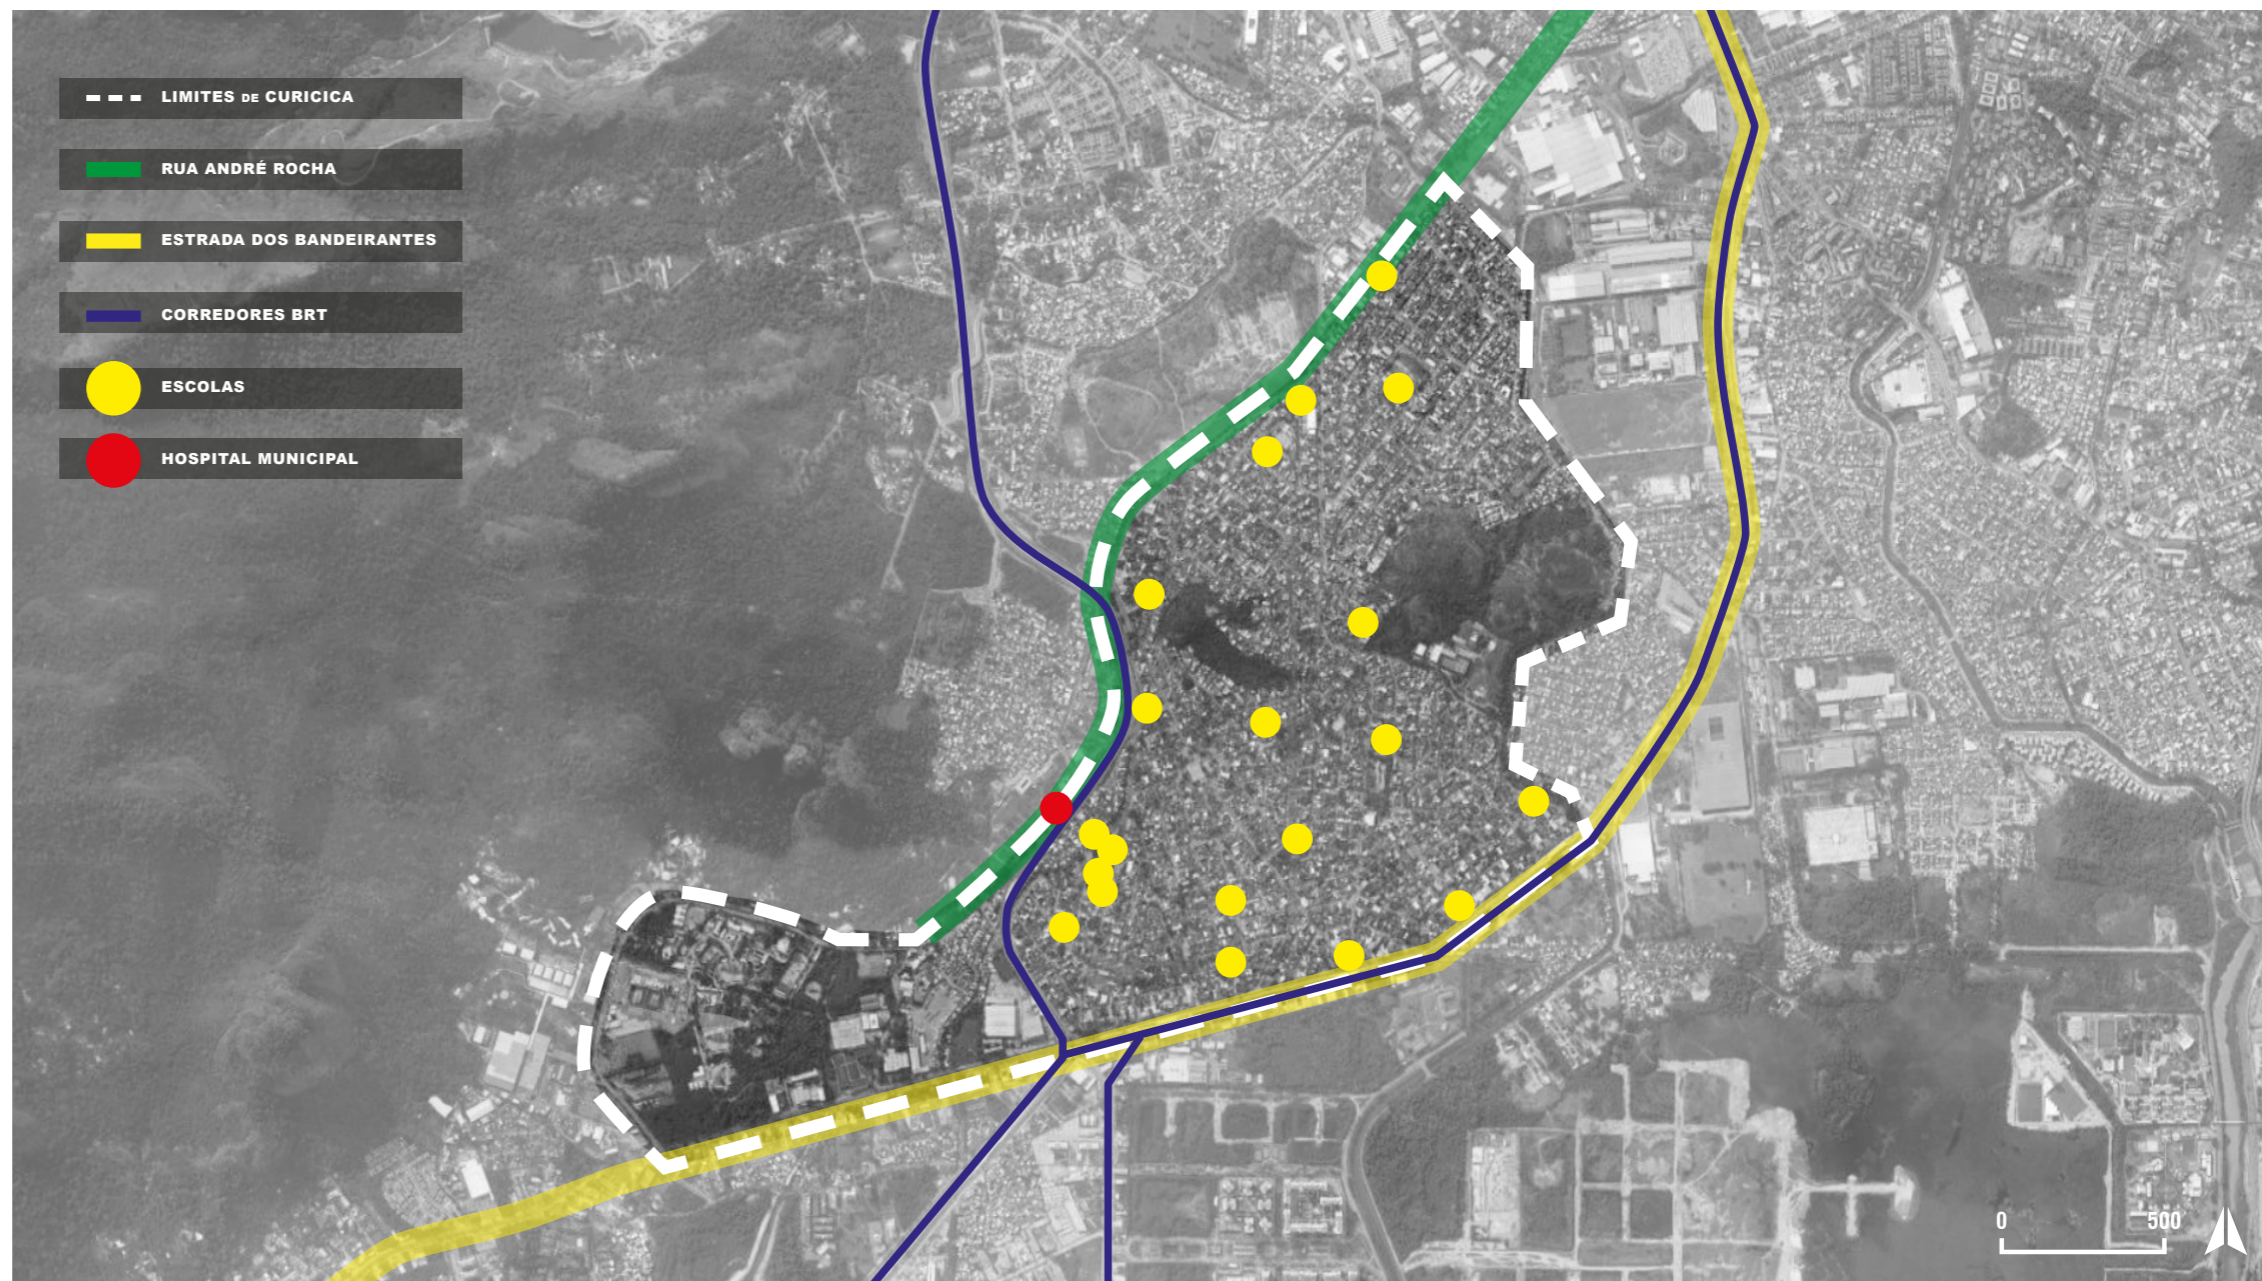 LIMITES DE CURICICA
RUA ANDRÉ ROCHA
ESTRADA DOS BANDEIRANTES
CORREDORES BRT
ESCOLAS
HOSPITAL MUNICIPAL
0 500